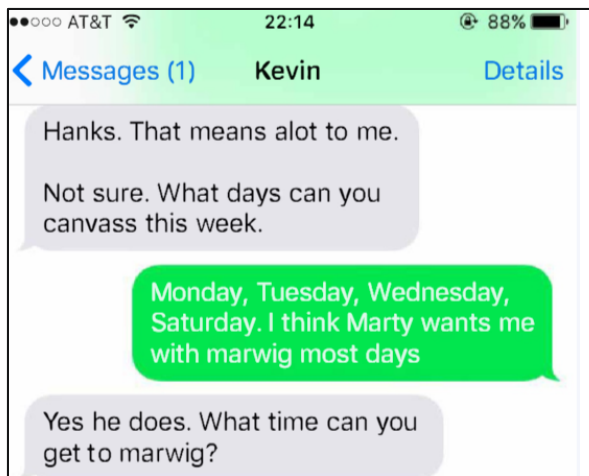 AT&T 22:14 88%
Messages (1) Kevin Details
Hanks. That means alot to me.
Not sure. What days can you
canvass this week.
Monday, Tuesday, Wednesday,
Saturday. I think Marty wants me
with marwig most days
Yes he does. What time can you
get to marwig?